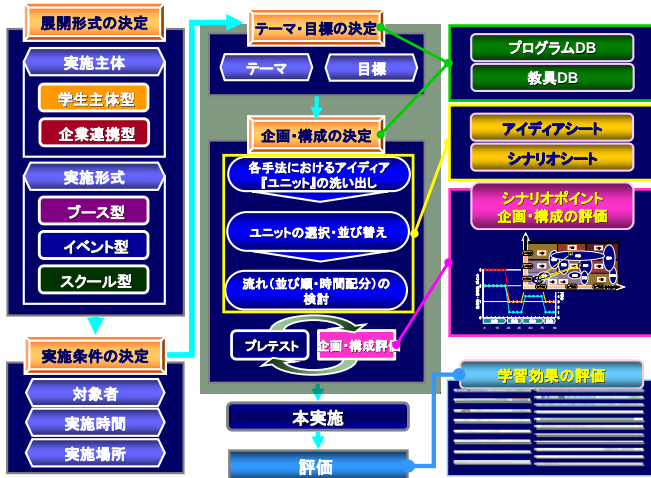 展開形式の決定
実施主体
学生主体型
企業連携型
実施形式
ブース型
イベント型
スクール型
実施条件の決定
対象者
実施時間
実施場所
テーマ・目標の決定
テーマ
目標
企画・構成の決定
各手法におけるアイディア
『ユニット』の洗い出し
ユニットの選択・並び替え
流れ（並び順・時間配分）の
検討
プレテスト
企画・構成評価
本実施
評価
プログラムDB
教具DB
アイディアシート
シナリオシート
シナリオポイント
企画・構成の評価
学習効果の評価